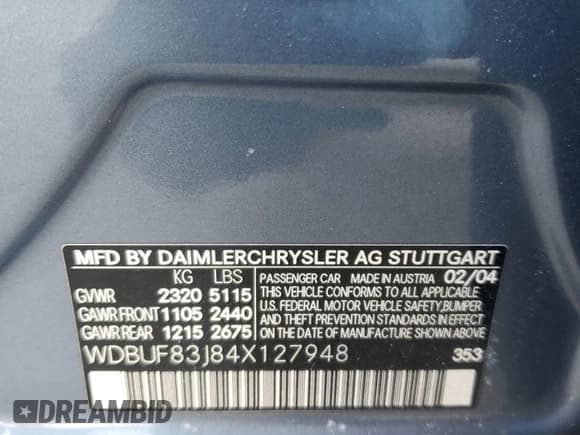 MFD BY DAIMLERCHRYSLER AG STUTTGART
KG LBS
GVWR 2320 5115
GAWR FRONT 1105 2440
GAWR REAR 1215 2675
PASSENGER CAR MADE IN AUSTRIA 02/04
THIS VEHICLE CONFORMS TO ALL APPLICABLE
U.S. FEDERAL MOTOR VEHICLE SAFETY, BUMPER
AND THEFT PREVENTION STANDARDS IN EFFECT
ON THE DATE OF MANUFACTURE SHOWN ABOVE.
WDBUF83J84X127948 353
DREAMBID